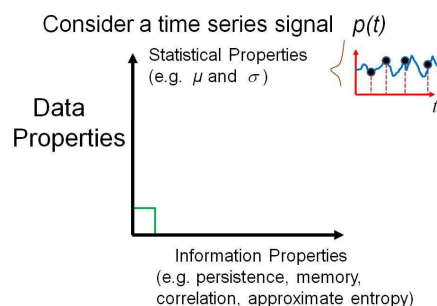 Consider a time series signal p(t)
Statistical Properties
(e.g. μ and σ)
t
Data
Properties
Information Properties
(e.g. persistence, memory,
correlation, approximate entropy)